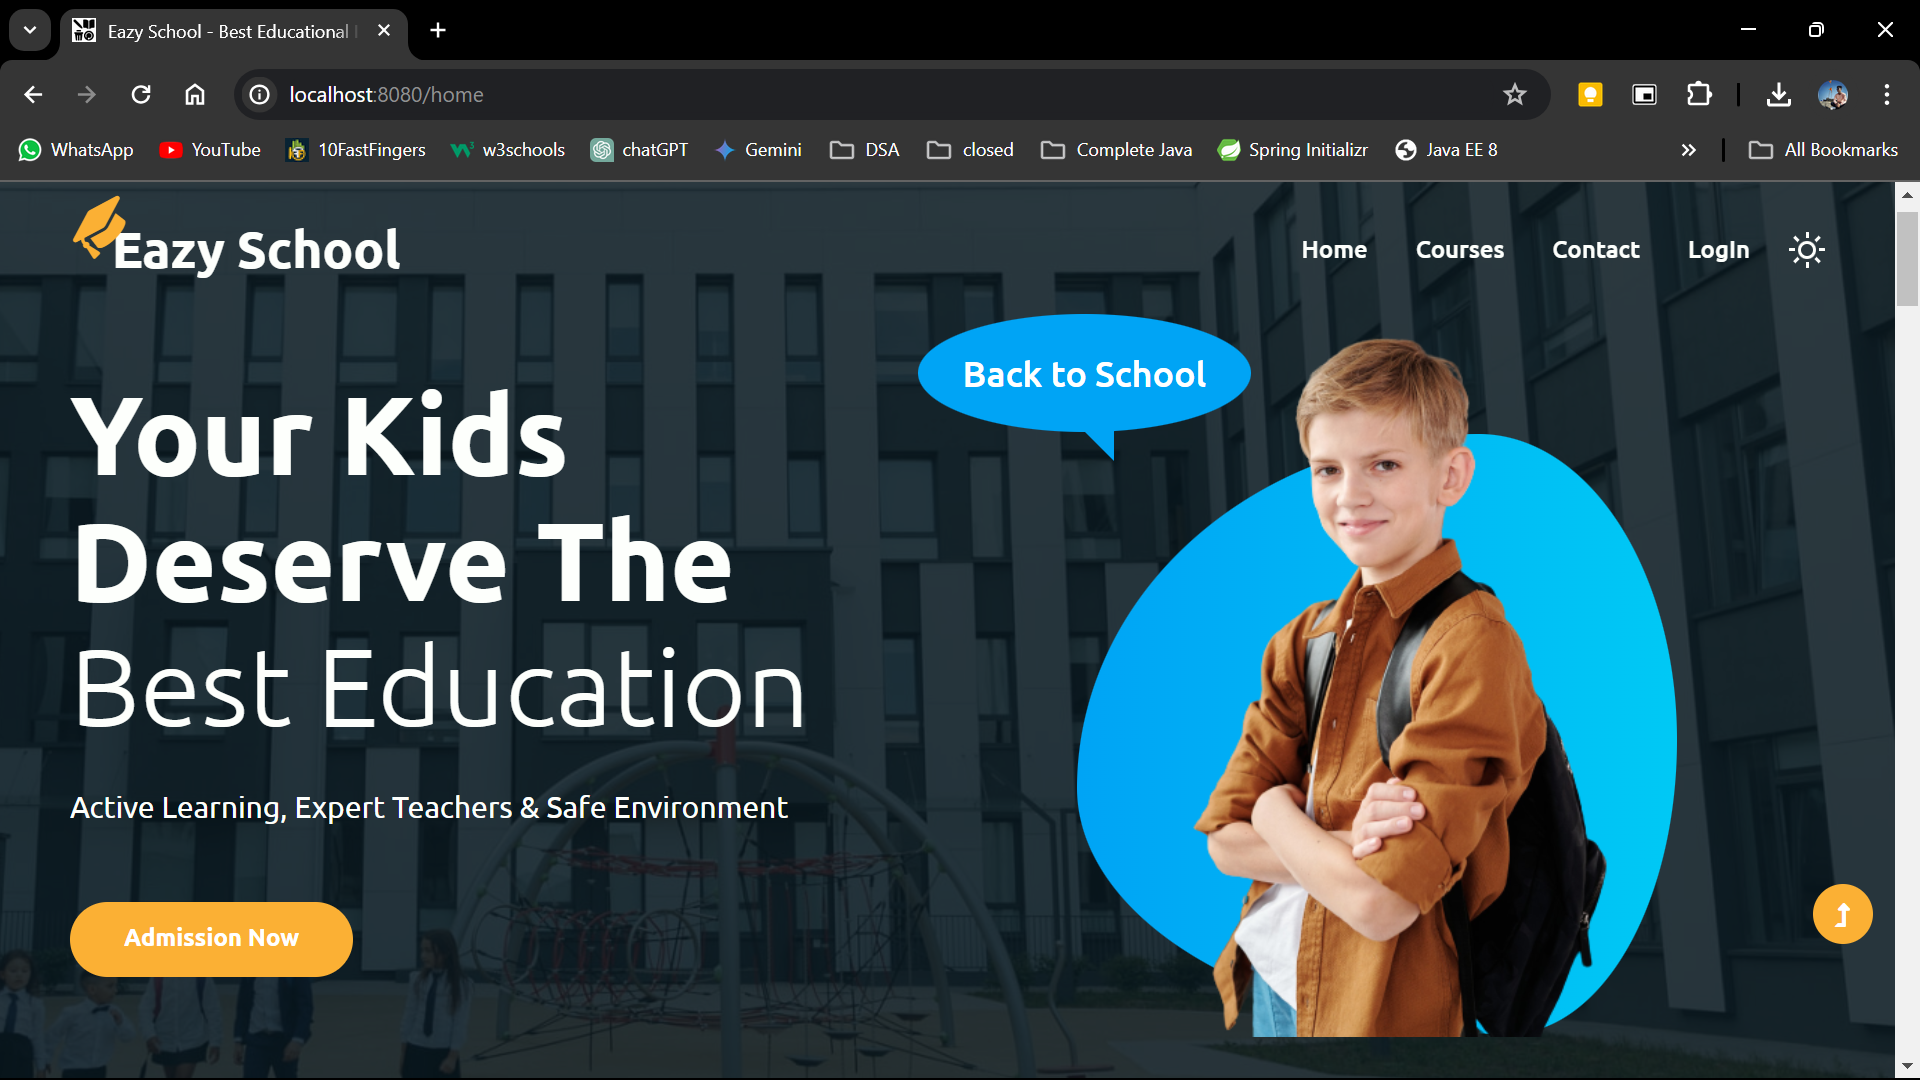 Eazy School - Best Educational
localhost:8080/home
WhatsApp YouTube 10FastFingers w3schools chatGPT Gemini DSA closed Complete Java Spring Initializr Java EE 8 » All Bookmarks
Eazy School
Home Courses Contact LogIn
Back to School
Your Kids
Deserve The
Best Education
Active Learning, Expert Teachers & Safe Environment
Admission Now